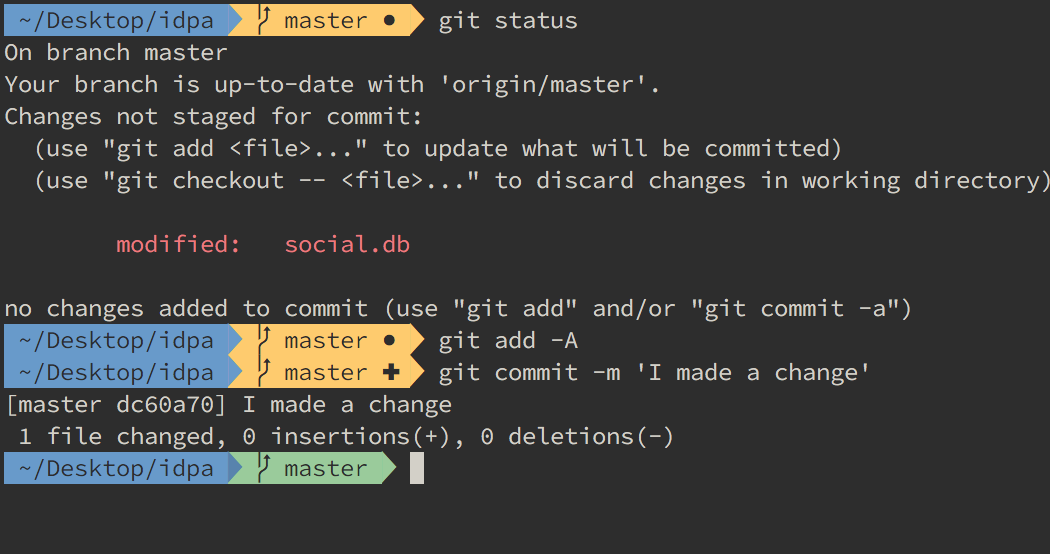 ~/Desktop/idpa master ● git status
On branch master
Your branch is up-to-date with 'origin/master'.
Changes not staged for commit:
  (use "git add <file>..." to update what will be committed)
  (use "git checkout -- <file>..." to discard changes in working directory)
        modified:   social.db
no changes added to commit (use "git add" and/or "git commit -a")
~/Desktop/idpa master ● git add -A
~/Desktop/idpa master ✚ git commit -m 'I made a change'
[master dc60a70] I made a change
 1 file changed, 0 insertions(+), 0 deletions(-)
~/Desktop/idpa master